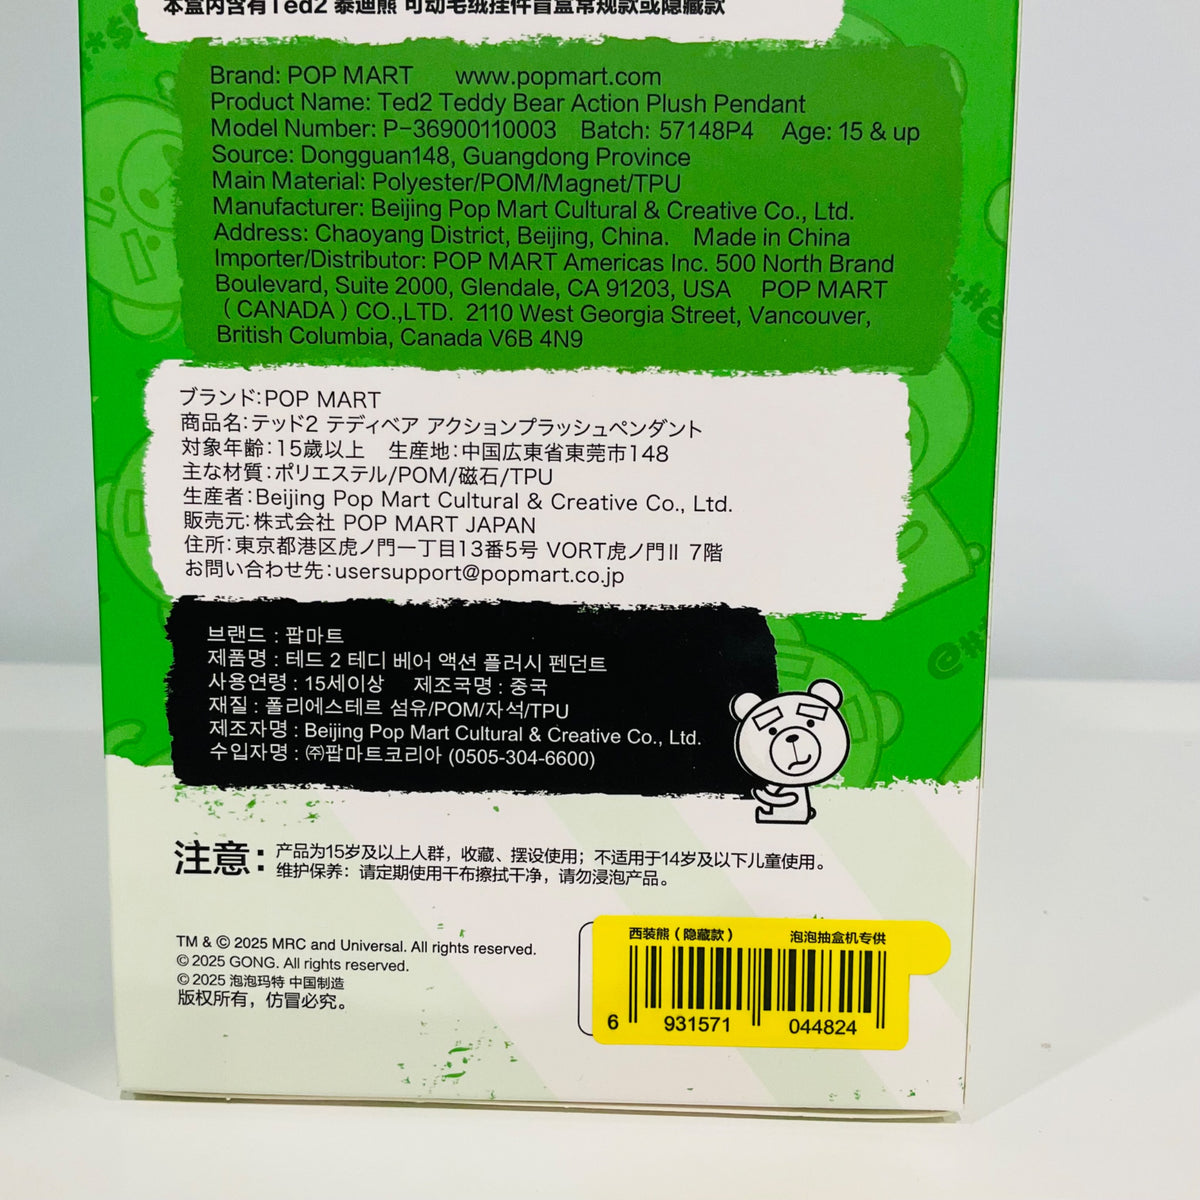 本盒内含有Ted2 泰迪熊 可动毛绒挂件盲盒常规款或隐藏款
Brand: POP MART www.popmart.com
Product Name: Ted2 Teddy Bear Action Plush Pendant
Model Number: P-36900110003 Batch: 57148P4 Age: 15 & up
Source: Dongguan148, Guangdong Province
Main Material: Polyester/POM/Magnet/TPU
Manufacturer: Beijing Pop Mart Cultural & Creative Co., Ltd.
Address: Chaoyang District, Beijing, China. Made in China
Importer/Distributor: POP MART Americas Inc. 500 North Brand
Boulevard, Suite 2000, Glendale, CA 91203, USA POP MART
（CANADA）CO.,LTD. 2110 West Georgia Street, Vancouver,
British Columbia, Canada V6B 4N9
ブランド:POP MART
商品名:テッド2 テディベア アクションプラッシュペンダント
対象年齢:15歳以上 生産地:中国広東省東莞市148
主な材質:ポリエステル/POM/磁石/TPU
生産者:Beijing Pop Mart Cultural & Creative Co., Ltd.
販売元:株式会社 POP MART JAPAN
住所:東京都港区虎ノ門一丁目13番5号 VORT虎ノ門Ⅱ 7階
お問い合わせ先:usersupport@popmart.co.jp
브랜드 : 팝마트
제품명 : 테드 2 테디 베어 액션 플러시 펜던트
사용연령 : 15세이상 제조국명 : 중국
재질 : 폴리에스테르 섬유/POM/자석/TPU
제조자명 : Beijing Pop Mart Cultural & Creative Co., Ltd.
수입자명 : ㈜팝마트코리아 (0505-304-6600)
注意：产品为15岁及以上人群，收藏、摆设使用；不适用于14岁及以下儿童使用。
维护保养：请定期使用干布擦拭干净，请勿浸泡产品。
TM & © 2025 MRC and Universal. All rights reserved.
© 2025 GONG. All rights reserved.
© 2025 泡泡玛特 中国制造
版权所有，仿冒必究。
西装熊（隐藏款） 泡泡抽盒机专供
6 931571 044824